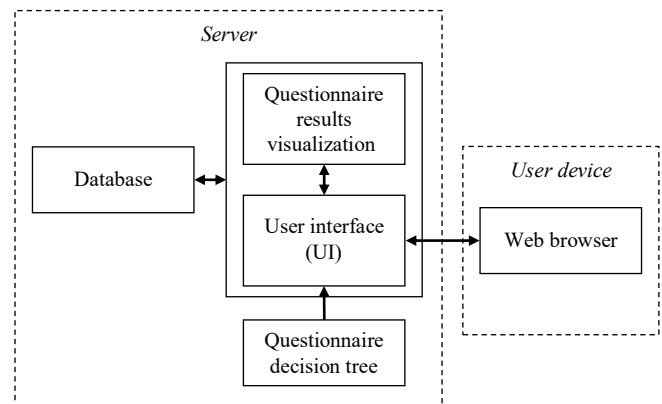 Server
Questionnaire
results
visualization
Database
User interface
(UI)
Questionnaire
decision tree
User device
Web browser